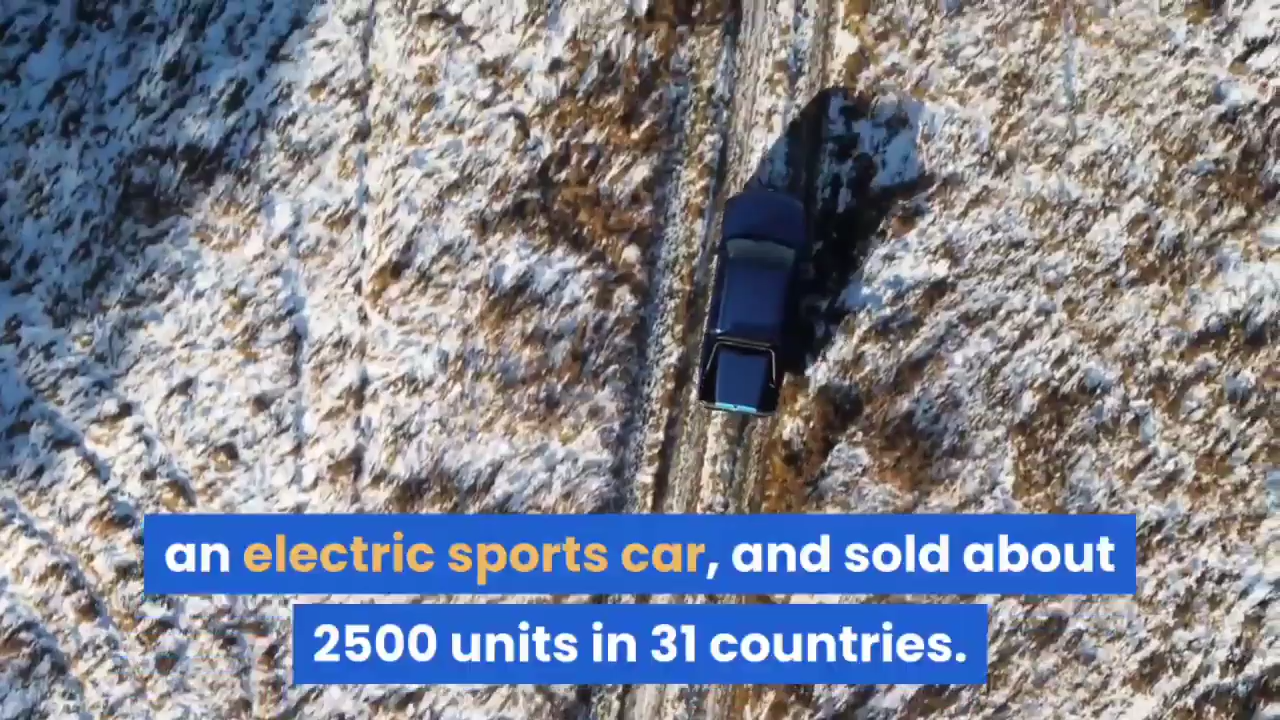 an electric sports car, and sold about
2500 units in 31 countries.